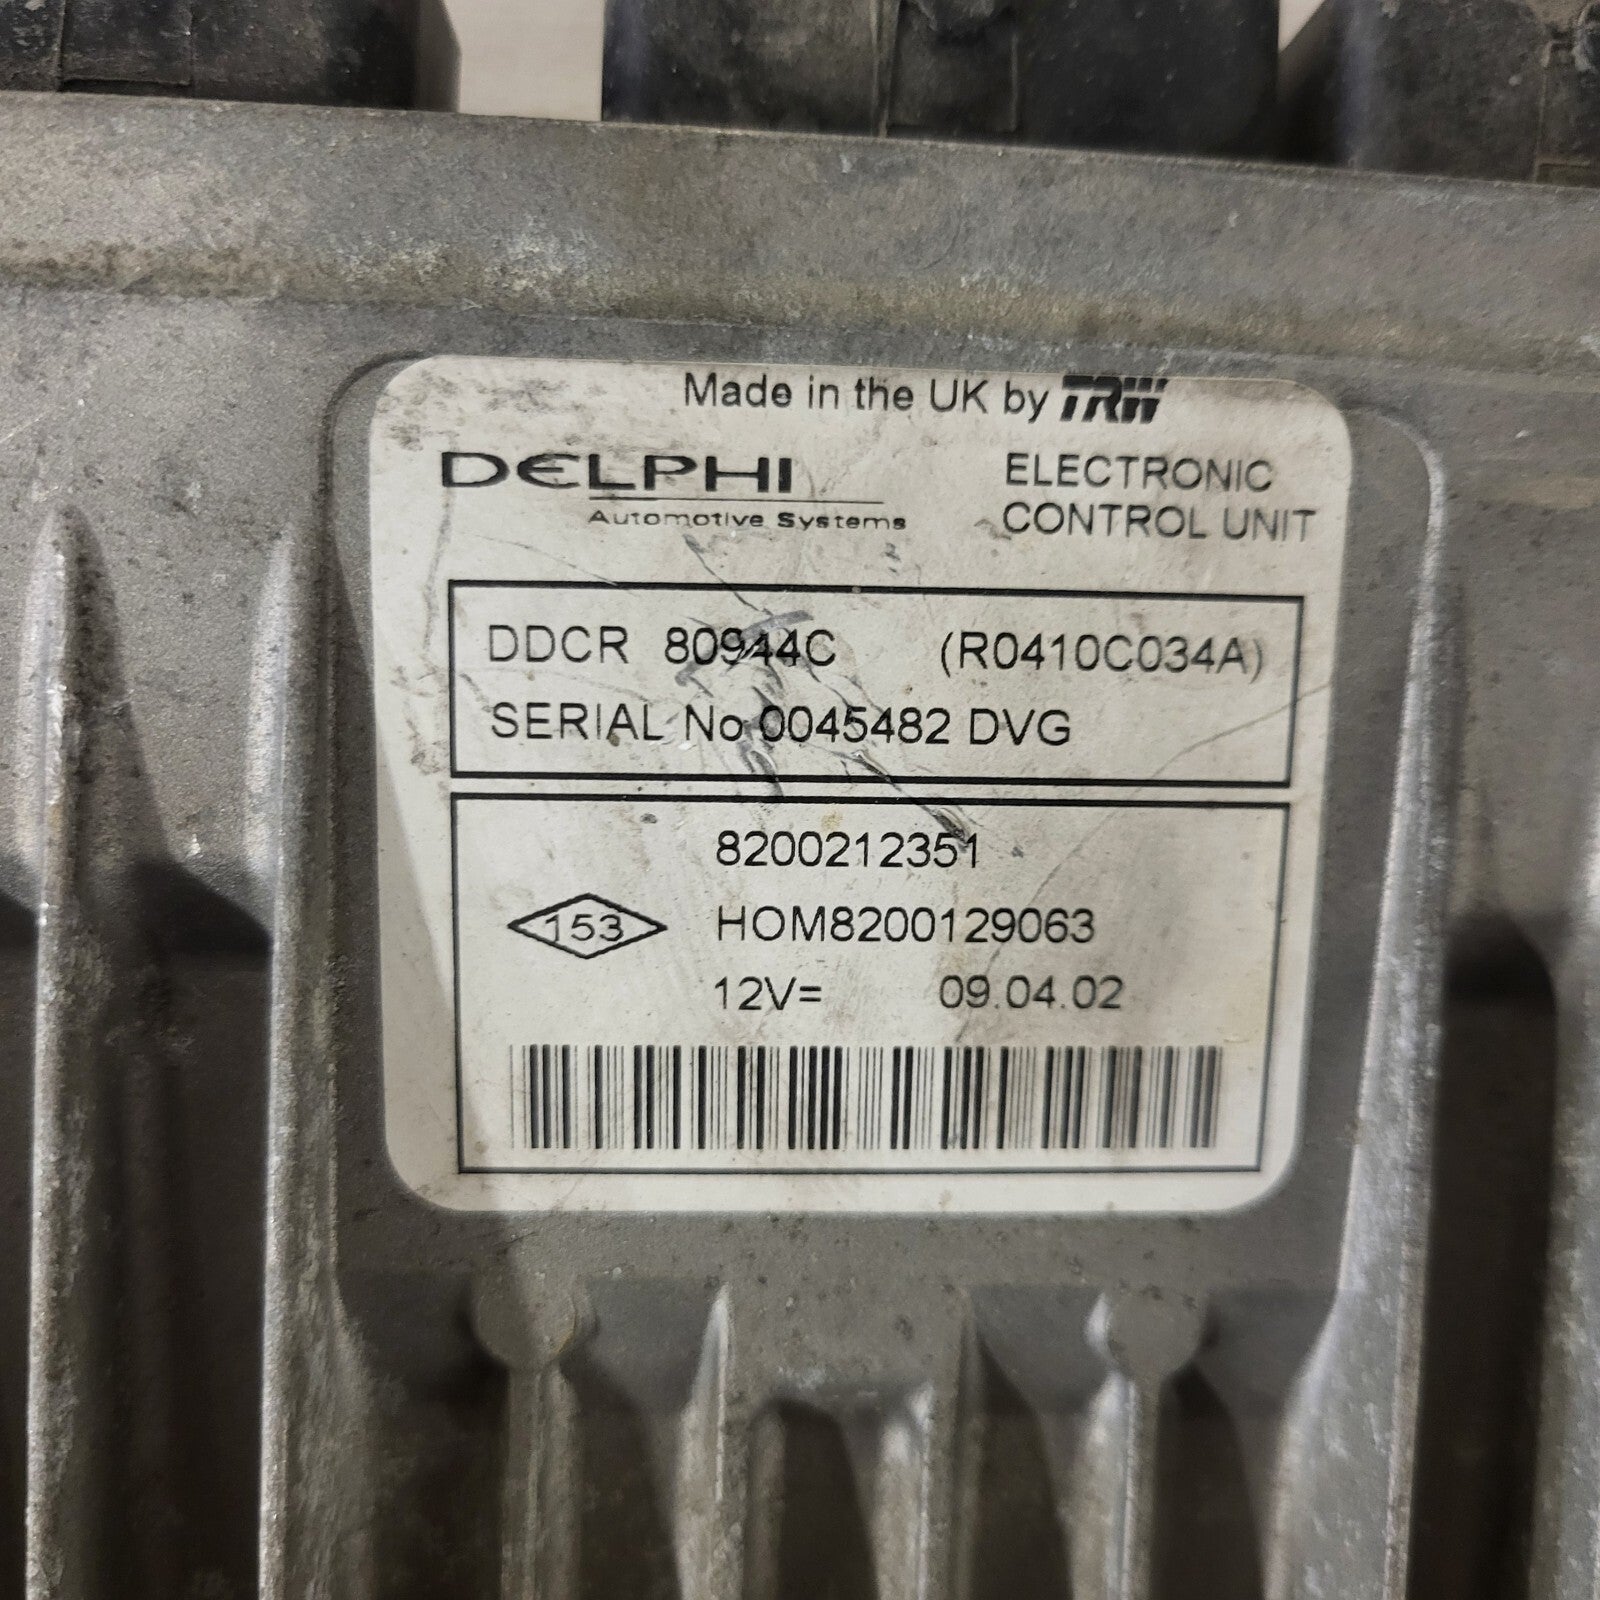 Made in the UK by TRW
DELPHI
Automotive Systems
ELECTRONIC
CONTROL UNIT
DDCR 80944C (R0410C034A)
SERIAL No 0045482 DVG
8200212351
153 HOM8200129063
12V= 09.04.02